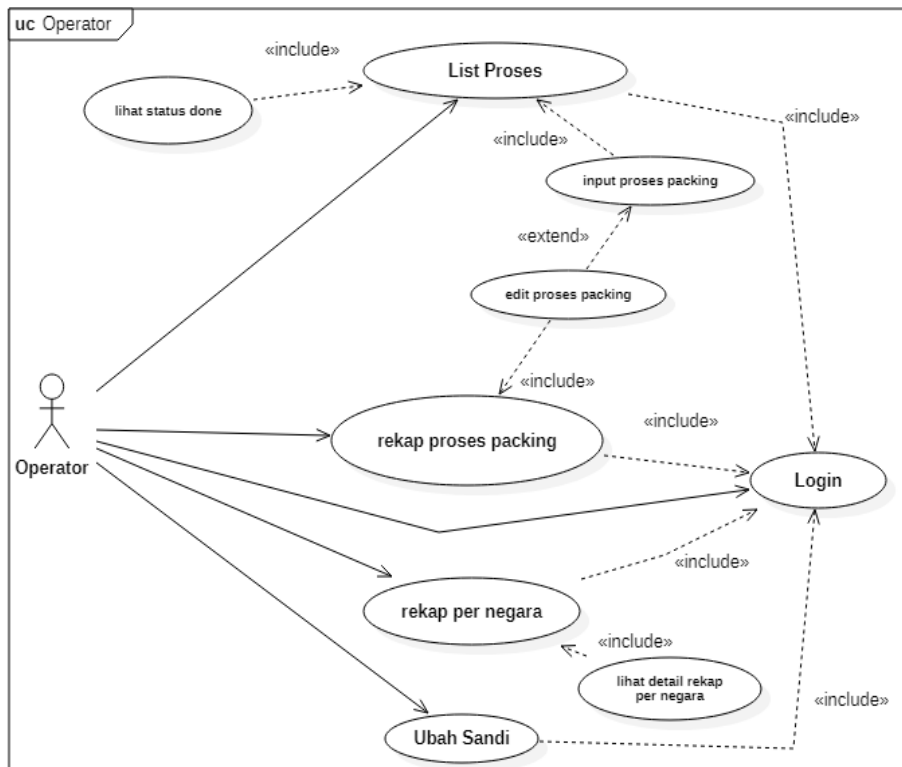 uc Operator
«include»
List Proses
lihat status done
«include»
«include»
input proses packing
«extend»
edit proses packing
«include»
rekap proses packing
«include»
Operator
Login
«include»
rekap per negara
«include»
lihat detail rekap
per negara
«include»
Ubah Sandi